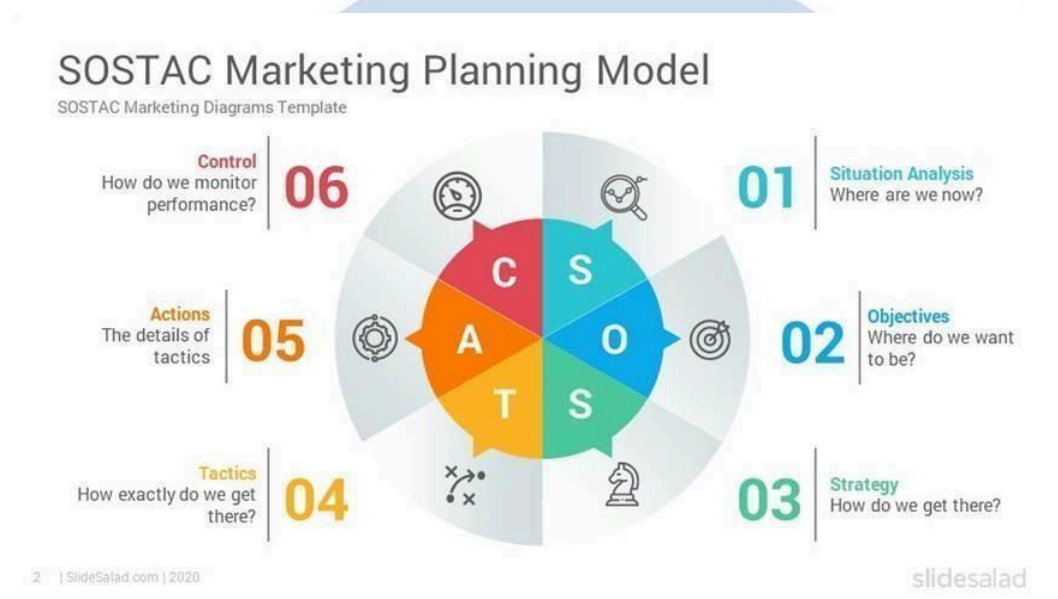 SOSTAC Marketing Planning Model
SOSTAC Marketing Diagrams Template
Control
How do we monitor
performance?
06
01
Situation Analysis
Where are we now?
C
S
Actions
The details of
tactics
05
A
O
02
Objectives
Where do we want
to be?
T
S
Tactics
How exactly do we get
there?
04
03
Strategy
How do we get there?
2 | SlideSalad.com | 2020
slidesalad